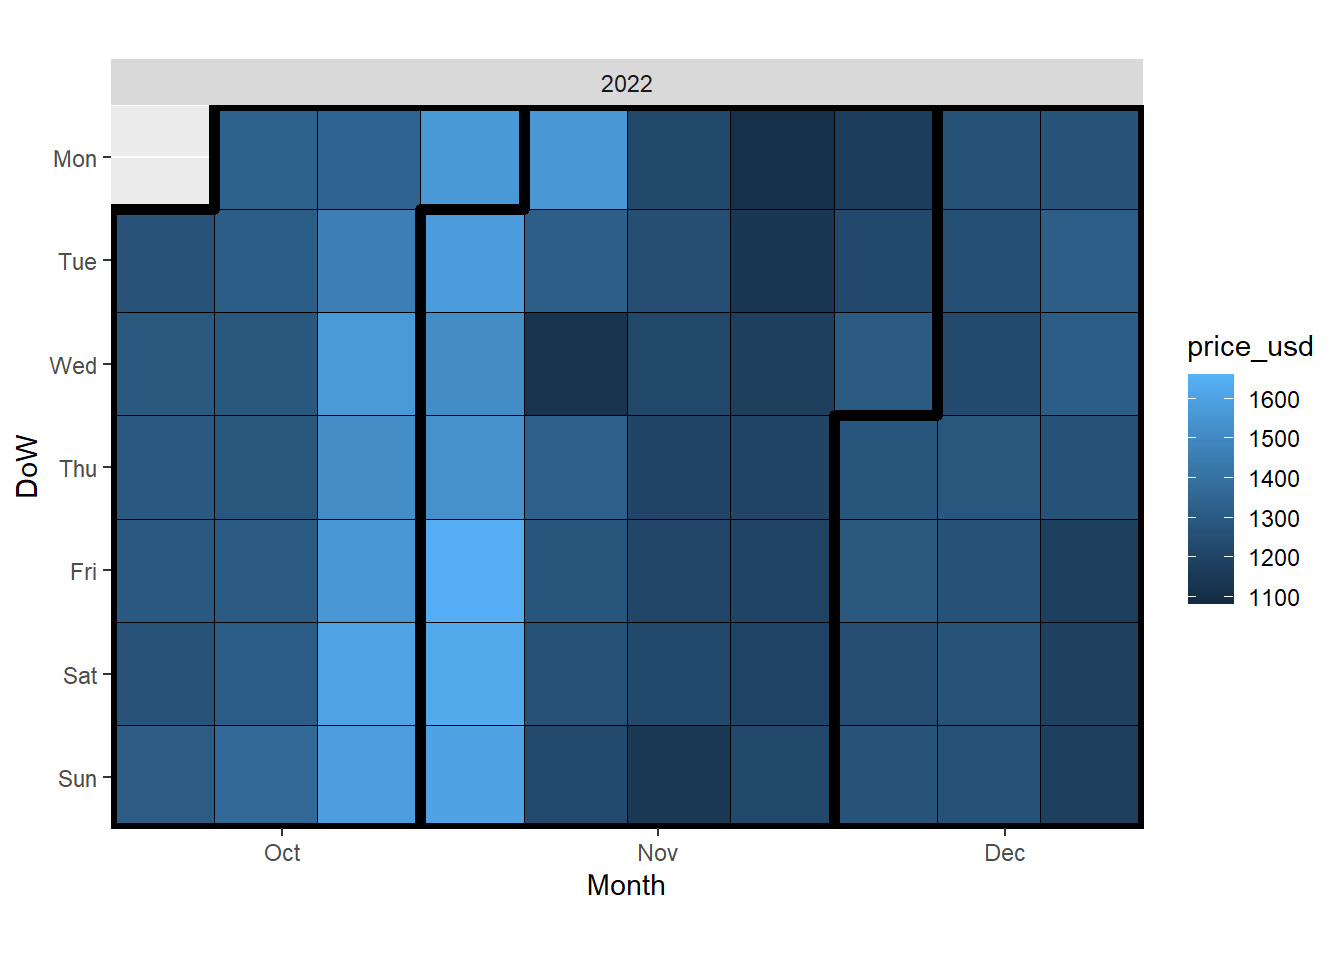 2022
Mon
Tue
Wed
Thu
Fri
Sat
Sun
DoW
Oct Nov Dec
Month
price_usd
1600
1500
1400
1300
1200
1100